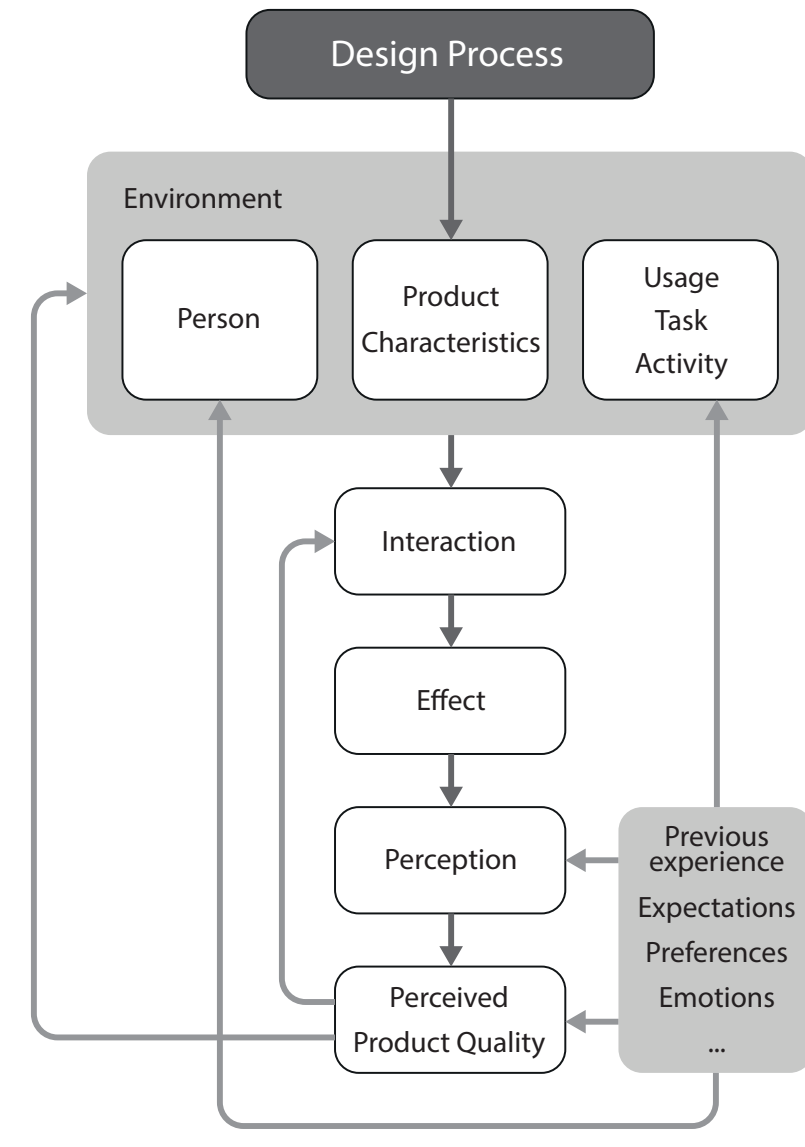 Design Process
Environment
Person
Product
Characteristics
Usage
Task
Activity
Interaction
Effect
Perception
Previous
experience
Expectations
Preferences
Emotions
...
Perceived
Product Quality